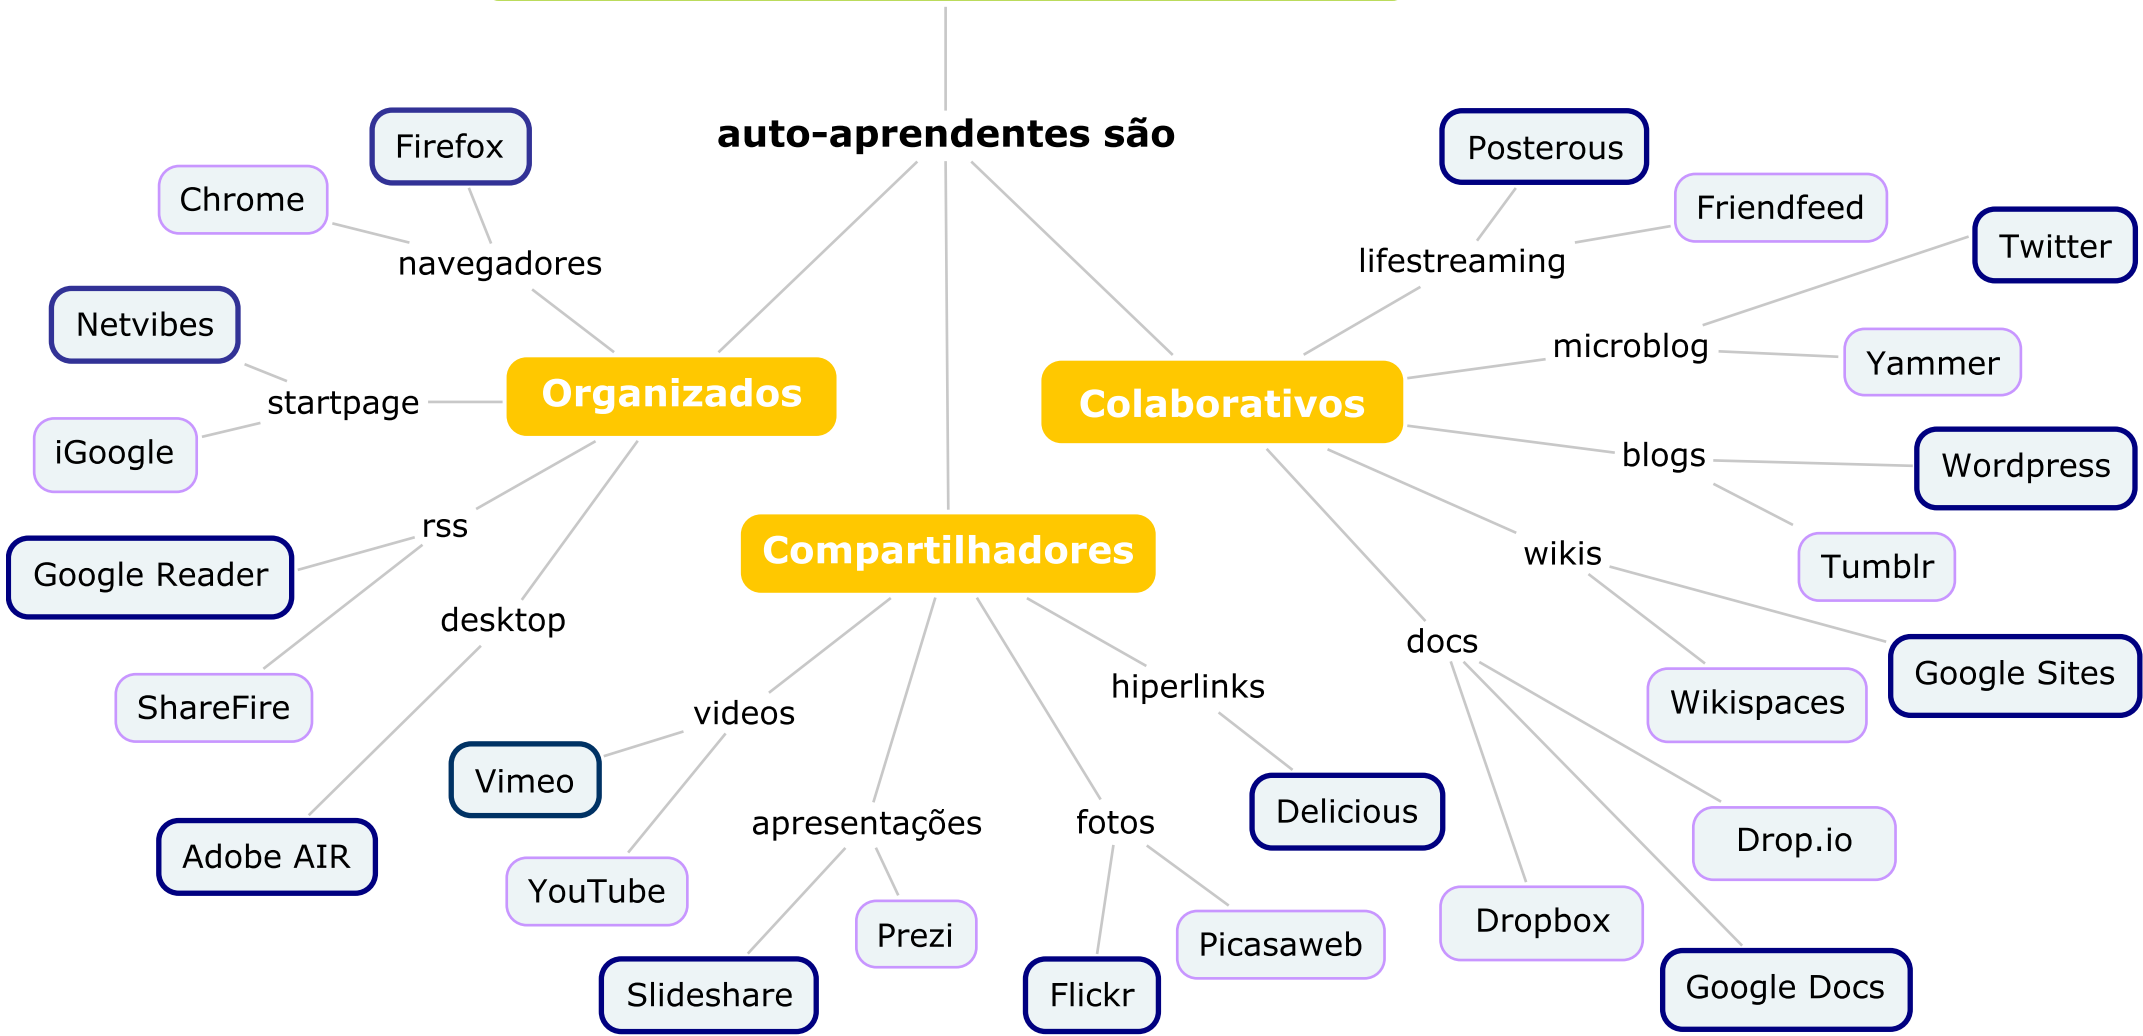 auto-aprendentes são
Organizados
navegadores
Firefox
Chrome
startpage
Netvibes
iGoogle
rss
Google Reader
ShareFire
desktop
Adobe AIR
Compartilhadores
videos
Vimeo
YouTube
apresentações
Slideshare
Prezi
fotos
Flickr
Picasaweb
hiperlinks
Delicious
Colaborativos
lifestreaming
Posterous
Friendfeed
microblog
Twitter
Yammer
blogs
Wordpress
Tumblr
wikis
Google Sites
Wikispaces
docs
Drop.io
Dropbox
Google Docs